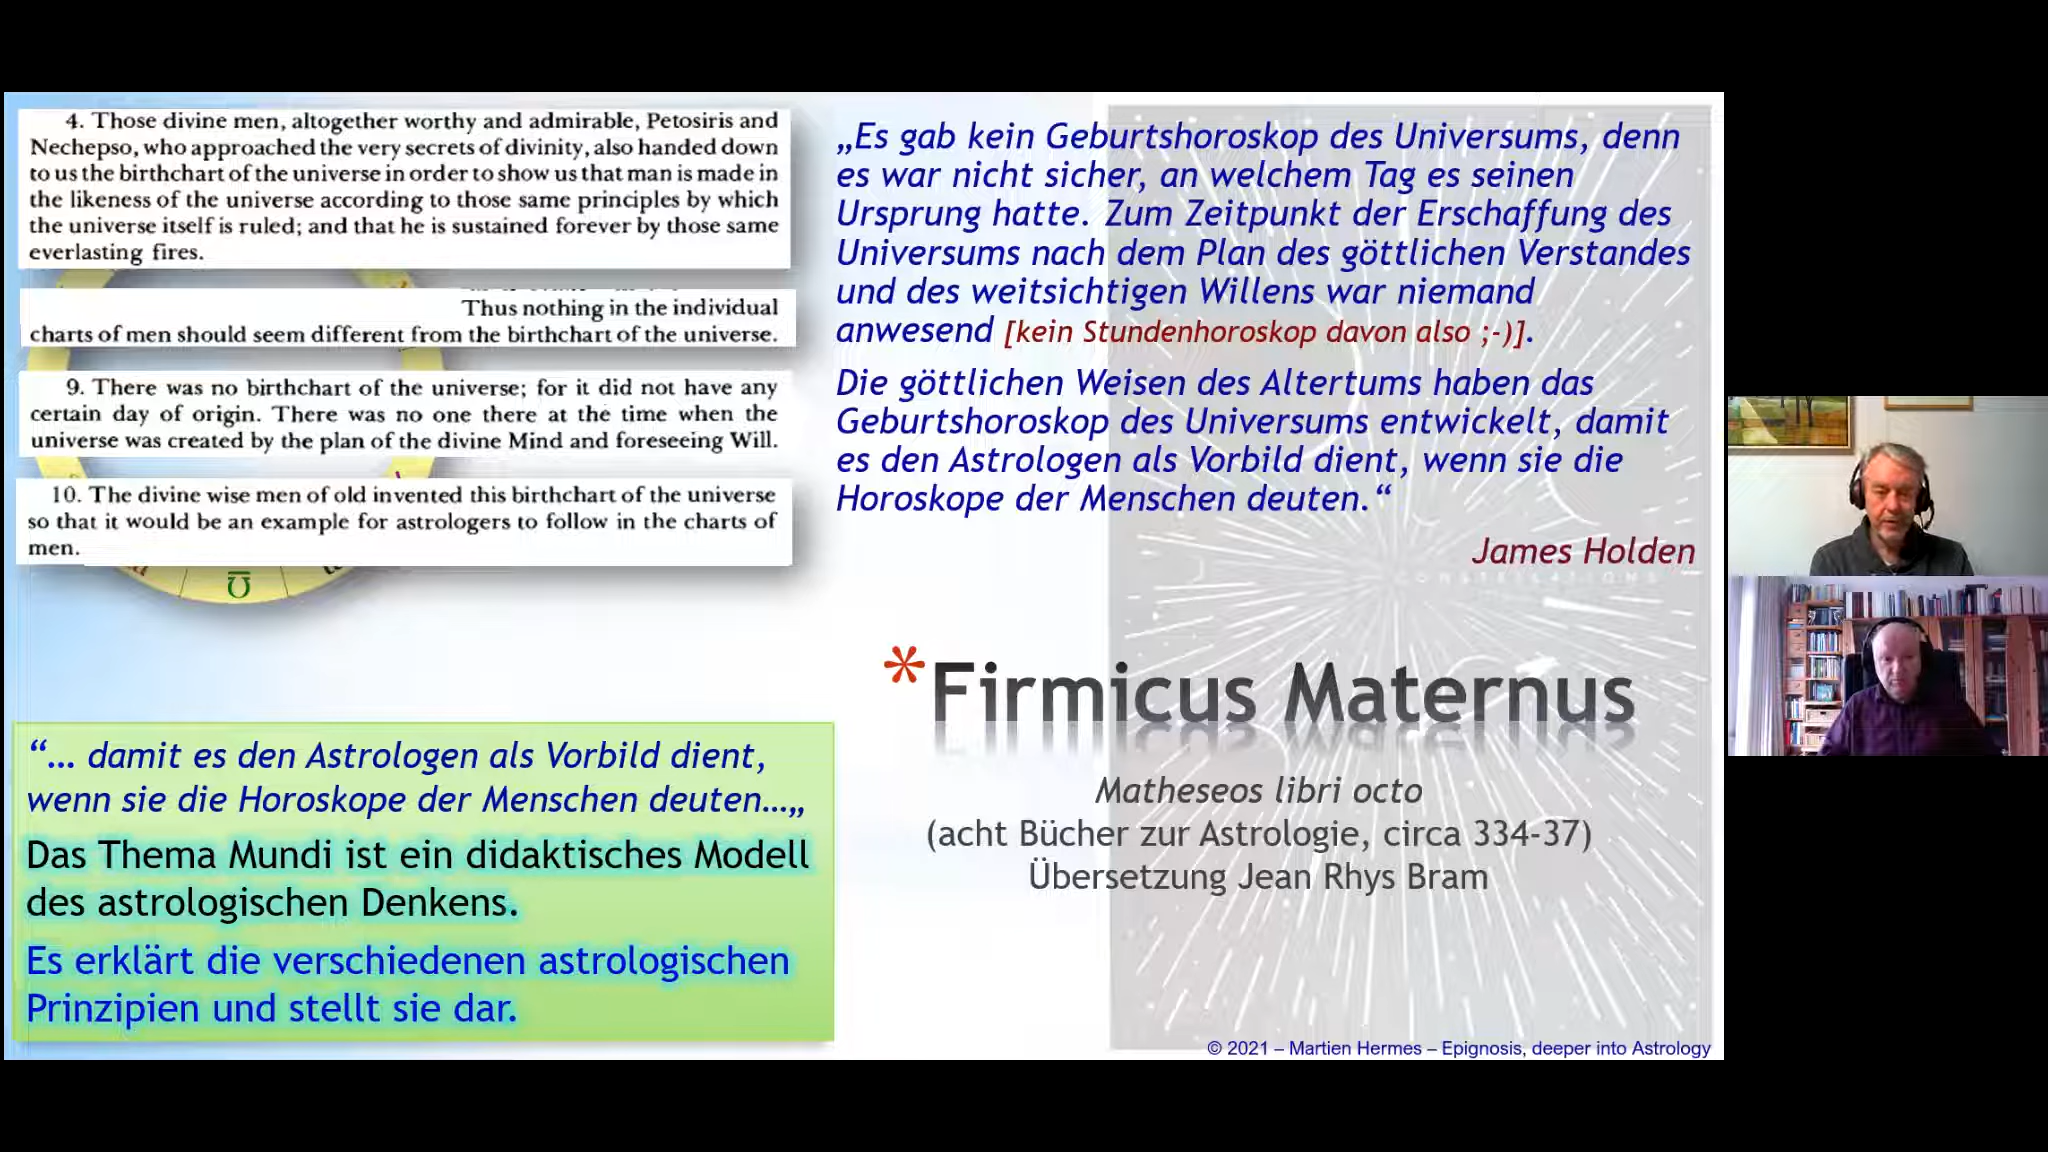 4. Those divine men, altogether worthy and admirable, Petosiris and
Nechepso, who approached the very secrets of divinity, also handed down
to us the birthchart of the universe in order to show us that man is made in
the likeness of the universe according to those same principles by which
the universe itself is ruled; and that he is sustained forever by those same
everlasting fires.
Thus nothing in the individual
charts of men should seem different from the birthchart of the universe.
9. There was no birthchart of the universe; for it did not have any
certain day of origin. There was no one there at the time when the
universe was created by the plan of the divine Mind and foreseeing Will.
10. The divine wise men of old invented this birthchart of the universe
so that it would be an example for astrologers to follow in the charts of
men.
„Es gab kein Geburtshoroskop des Universums, denn
es war nicht sicher, an welchem Tag es seinen
Ursprung hatte. Zum Zeitpunkt der Erschaffung des
Universums nach dem Plan des göttlichen Verstandes
und des weitsichtigen Willens war niemand
anwesend [kein Stundenhoroskop davon also ;-)].
Die göttlichen Weisen des Altertums haben das
Geburtshoroskop des Universums entwickelt, damit
es den Astrologen als Vorbild dient, wenn sie die
Horoskope der Menschen deuten.“
James Holden
CONSTELLATIONS
*Firmicus Maternus
Matheseos libri octo
(acht Bücher zur Astrologie, circa 334-37)
Übersetzung Jean Rhys Bram
“… damit es den Astrologen als Vorbild dient,
wenn sie die Horoskope der Menschen deuten…„
Das Thema Mundi ist ein didaktisches Modell
des astrologischen Denkens.
Es erklärt die verschiedenen astrologischen
Prinzipien und stellt sie dar.
© 2021 – Martien Hermes – Epignosis, deeper into Astrology